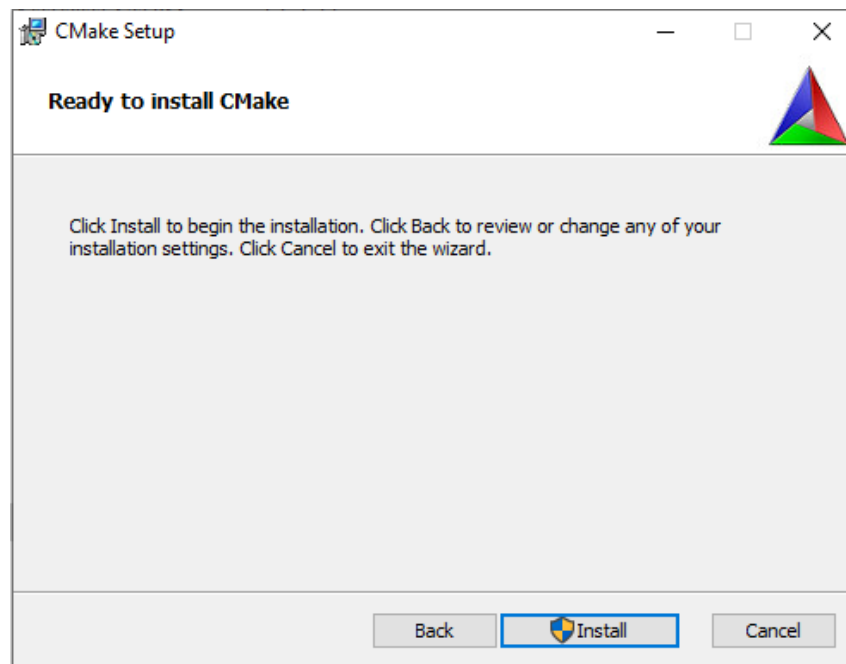 CMake Setup
Ready to install CMake
Click Install to begin the installation. Click Back to review or change any of your
installation settings. Click Cancel to exit the wizard.
Back
Install
Cancel